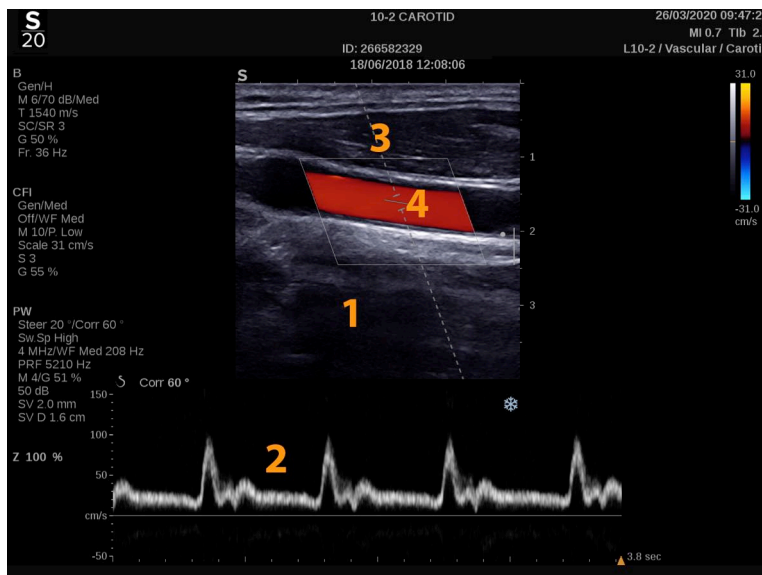 S
20
10-2 CAROTID
26/03/2020 09:47:2
MI 0.7 TIb 2.
ID: 266582329
L10-2 / Vascular / Caroti
18/06/2018 12:08:06
B
Gen/H
M 6/70 dB/Med
T 1540 m/s
SC/SR 3
G 50 %
Fr. 36 Hz
CFI
Gen/Med
Off/WF Med
M 10/P. Low
Scale 31 cm/s
S 3
G 55 %
PW
Steer 20 °/Corr 60 °
Sw.Sp High
4 MHz/WF Med 208 Hz
PRF 5210 Hz
M 4/G 51 %
50 dB
SV 2.0 mm
SV D 1.6 cm
Z 100 %
S
3
4
1
1
2
3
31.0
-31.0
cm/s
Corr 60 °
150
100
50
cm/s
-50
2
3.8 sec